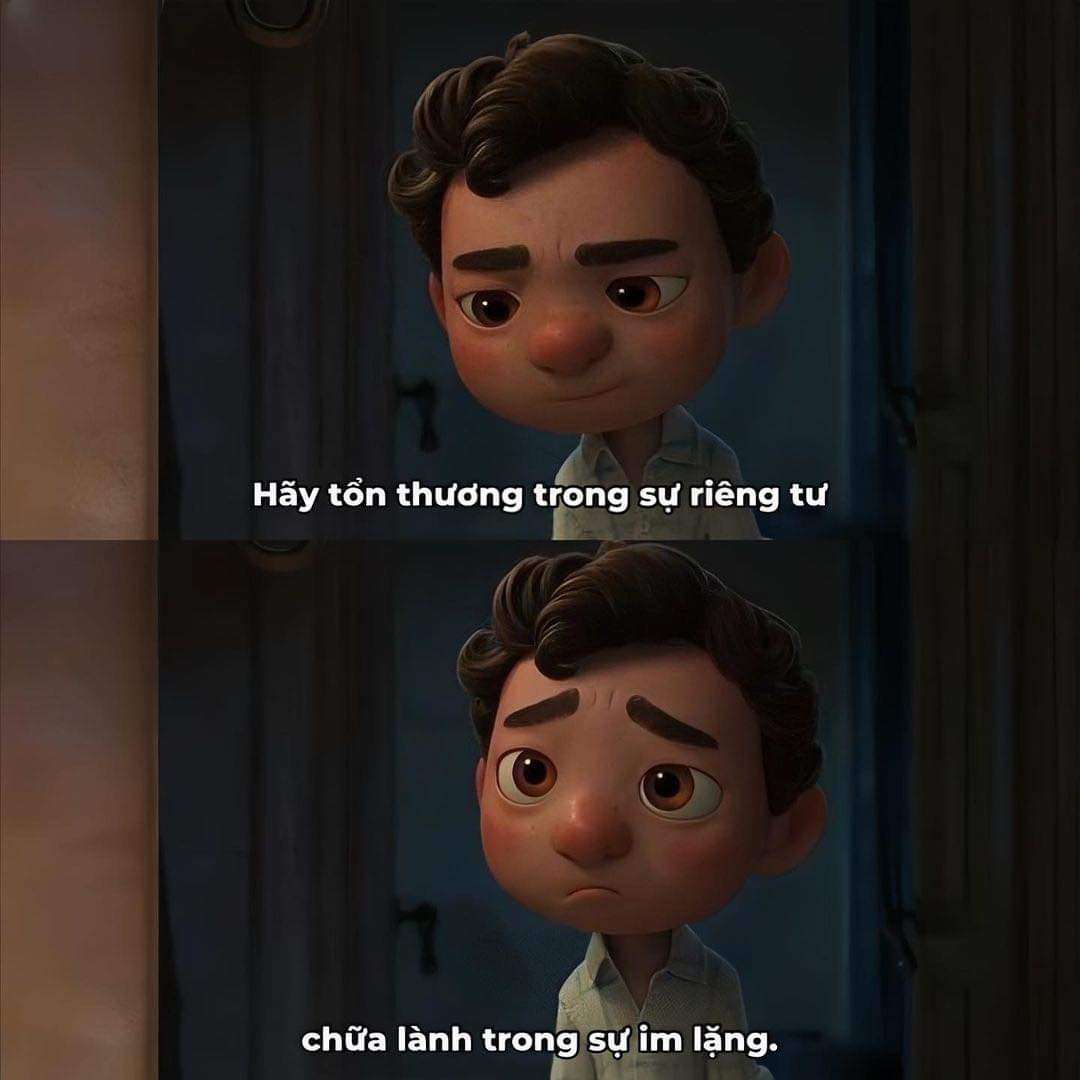 Hãy tổn thương trong sự riêng tư
chữa lành trong sự im lặng.